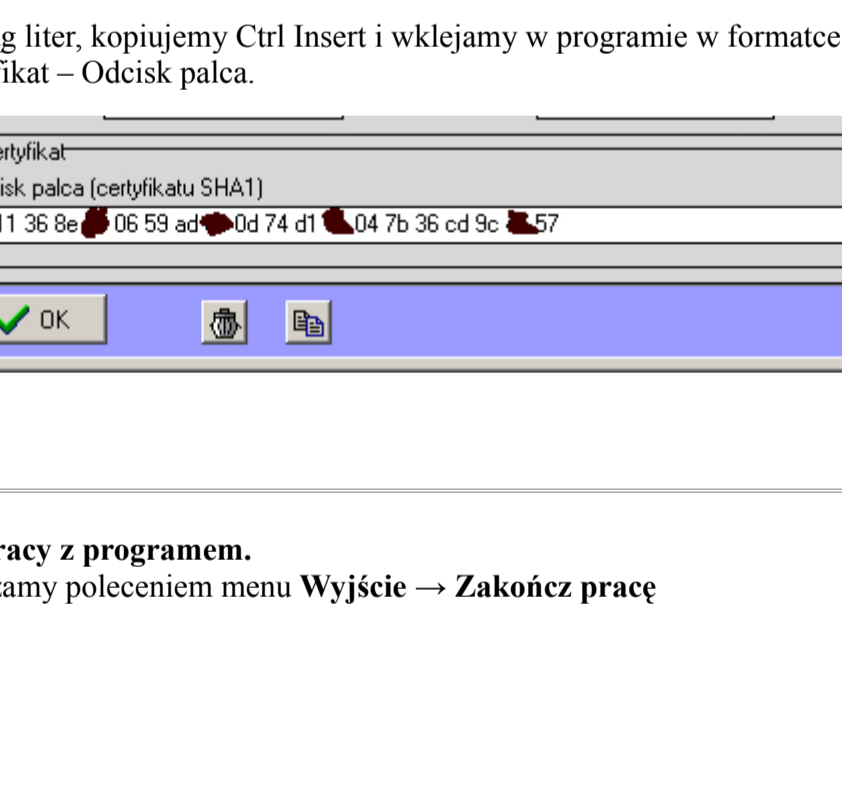 g liter, kopiujemy Ctrl Insert i wklejamy w programie w formatce
fikat – Odcisk palca.
ertyfikat
isk palca (certyfikatu SHA1)
11 36 8e 06 59 ad 0d 74 d1 04 7b 36 cd 9c 57
OK
racy z programem.
zamy poleceniem menu Wyjście → Zakończ pracę